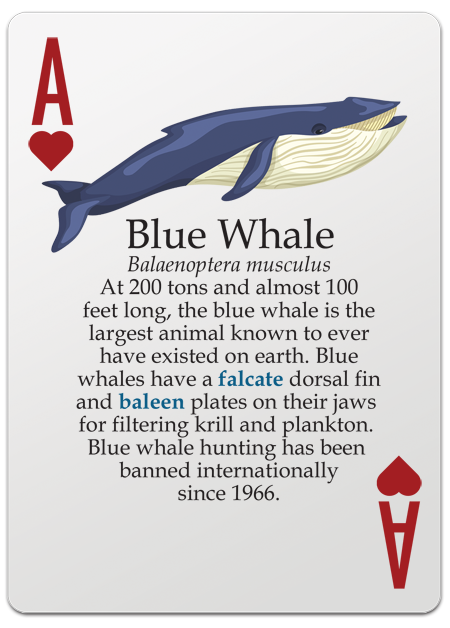 A
Blue Whale
Balaenoptera musculus
At 200 tons and almost 100
feet long, the blue whale is the
largest animal known to ever
have existed on earth. Blue
whales have a falcate dorsal fin
and baleen plates on their jaws
for filtering krill and plankton.
Blue whale hunting has been
banned internationally
since 1966.
A